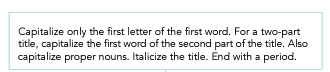 Capitalize only the first letter of the first word. For a two-part
title, capitalize the first word of the second part of the title. Also
capitalize proper nouns. Italicize the title. End with a period.